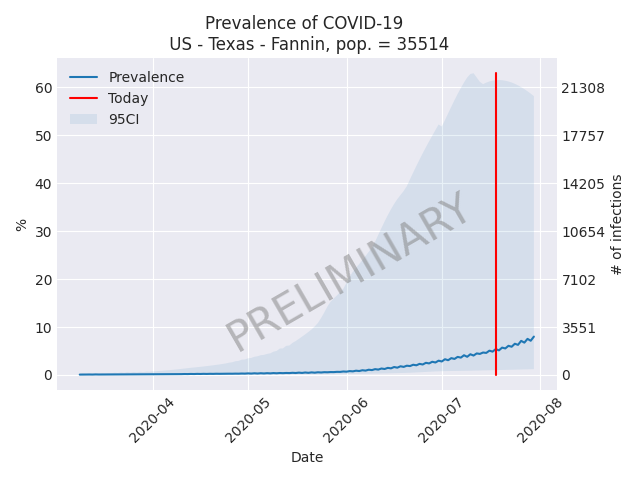 Prevalence of COVID-19
US - Texas - Fannin, pop. = 35514
Prevalence
Today
95CI
60
50
40
30
20
10
0
%
21308
17757
14205
10654
7102
3551
0
# of infections
PRELIMINARY
2020-04
2020-05
2020-06
2020-07
2020-08
Date